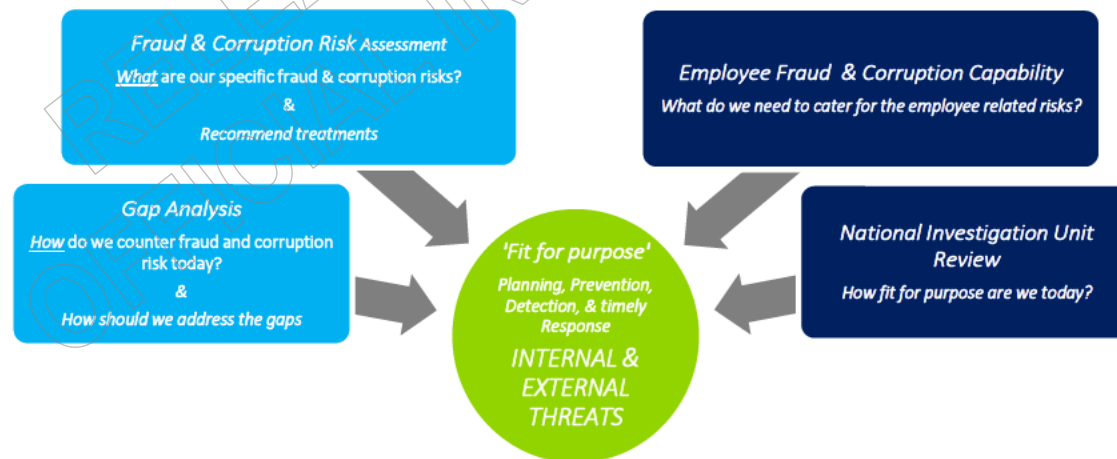 Fraud & Corruption Risk Assessment
What are our specific fraud & corruption risks?
&
Recommend treatments
Employee Fraud & Corruption Capability
What do we need to cater for the employee related risks?
Gap Analysis
How do we counter fraud and corruption
risk today?
&
How should we address the gaps
'Fit for purpose'
Planning, Prevention,
Detection, & timely
Response
INTERNAL &
EXTERNAL
THREATS
National Investigation Unit
Review
How fit for purpose are we today?
OFFICIAL IN